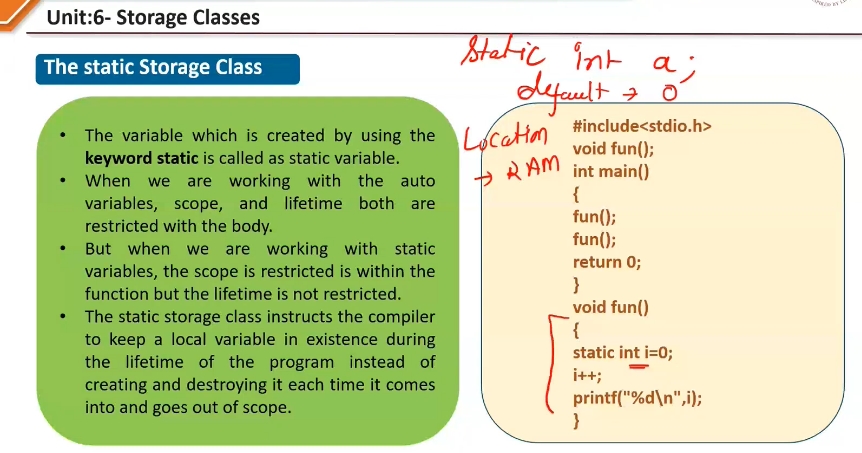 Unit:6- Storage Classes
The static Storage Class
Static int a;
default → 0
Location
→ RAM
• The variable which is created by using the
keyword static is called as static variable.
• When we are working with the auto
variables, scope, and lifetime both are
restricted with the body.
• But when we are working with static
variables, the scope is restricted is within the
function but the lifetime is not restricted.
• The static storage class instructs the compiler
to keep a local variable in existence during
the lifetime of the program instead of
creating and destroying it each time it comes
into and goes out of scope.
#include<stdio.h>
void fun();
int main()
{
fun();
fun();
return 0;
}
void fun()
{
static int i=0;
i++;
printf("%d\n",i);
}